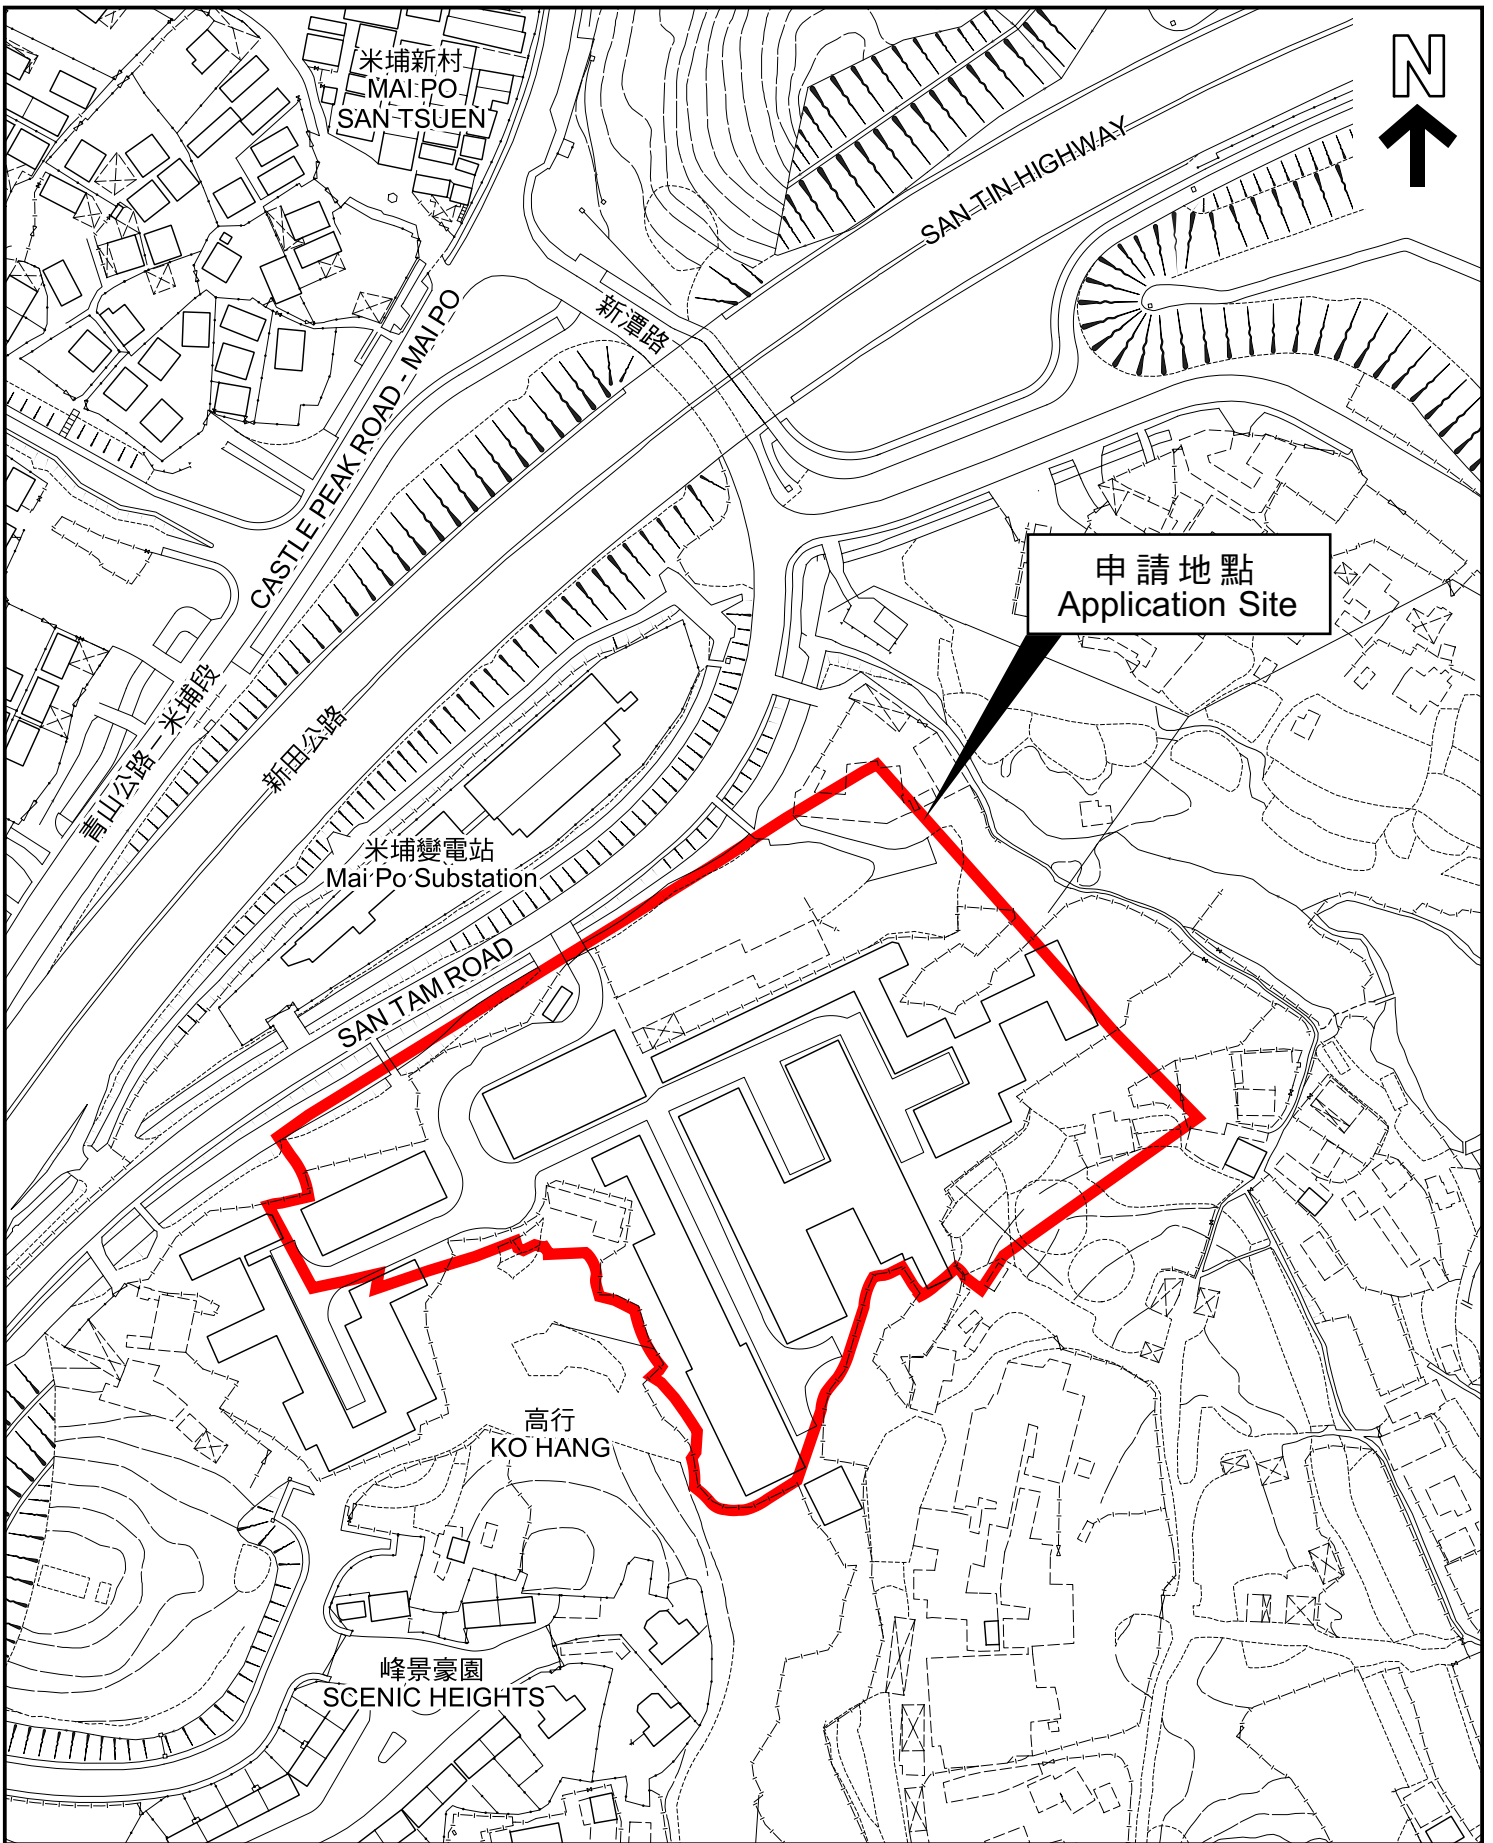 米埔新村
MAI PO
SAN TSUEN
N
SAN TIN HIGHWAY
新潭路
CASTLE PEAK ROAD - MAI PO
申請地點
Application Site
青山公路－米埔段
新田公路
米埔變電站
Mai Po Substation
SAN TAM ROAD
高行
KO HANG
峰景豪園
SCENIC HEIGHTS